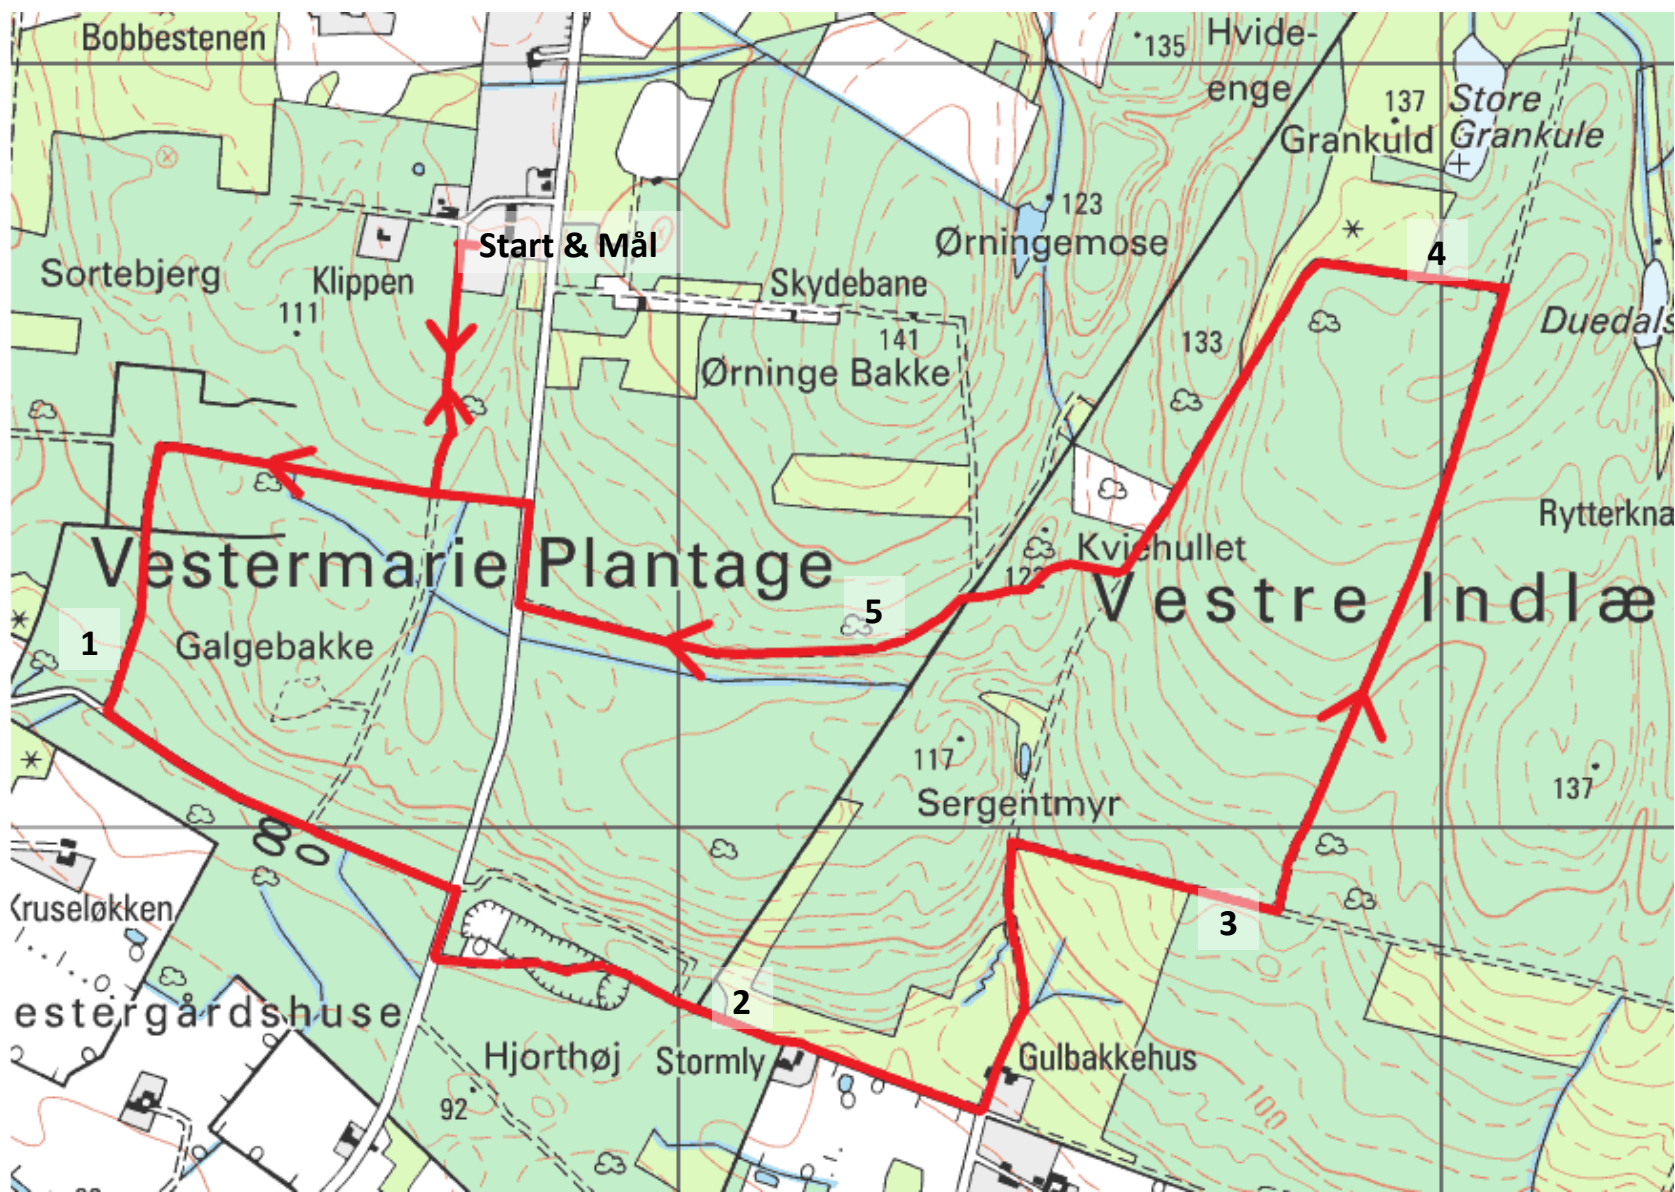 Bobbestenen
135
Hvide-
enge
137
Store
Grankule
Grankuld
123
Ørningemose
Start & Mål
4
Sortebjerg
Klippen
111
Skydebane
141
133
Duedals
Ørninge Bakke
Rytterkna
Kviehullet
Vestermarie Plantage
Vestre Indlæ
5
1
Galgebakke
117
137
Sergentmyr
Kruseløkken
3
2
estergårdshuse
Hjorthøj
Stormly
Gulbakkehus
92
100